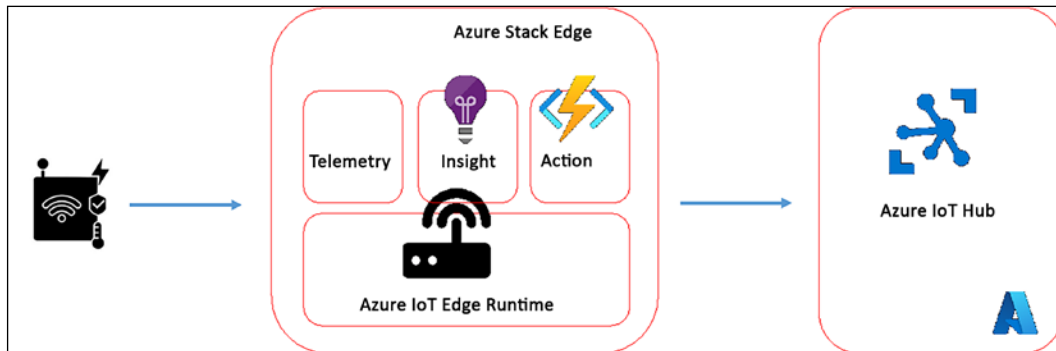 Azure Stack Edge
Telemetry
Insight
Action
Azure IoT Edge Runtime
Azure IoT Hub